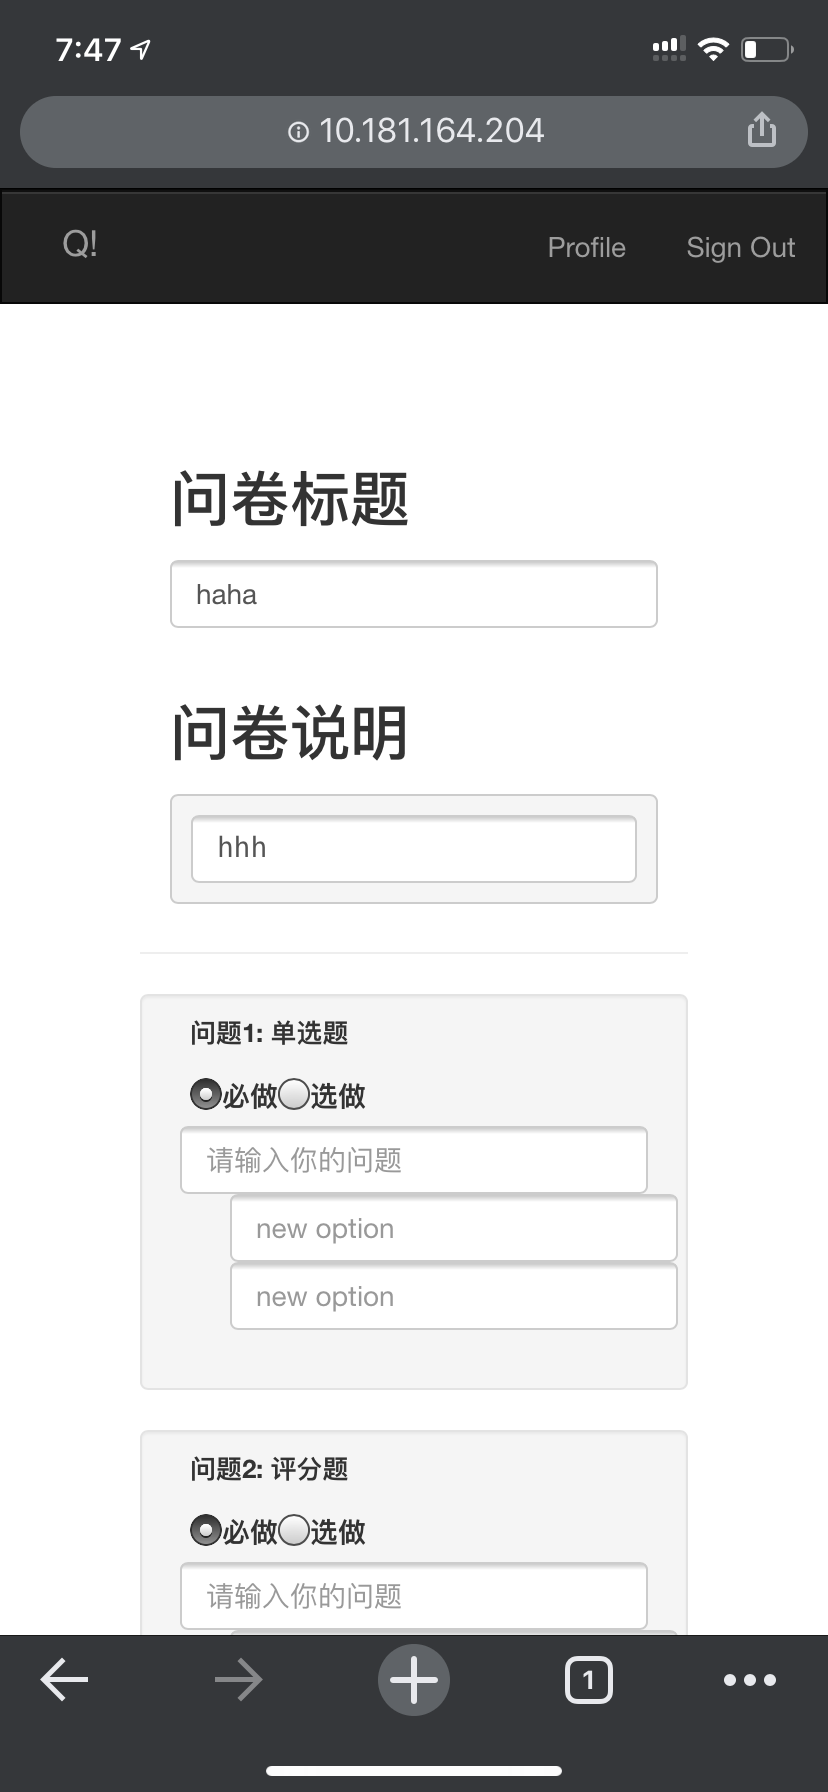 7:47
10.181.164.204
Q! Profile Sign Out
问卷标题
haha
问卷说明
hhh
问题1: 单选题
必做选做
请输入你的问题
new option
new option
问题2: 评分题
必做选做
请输入你的问题
1